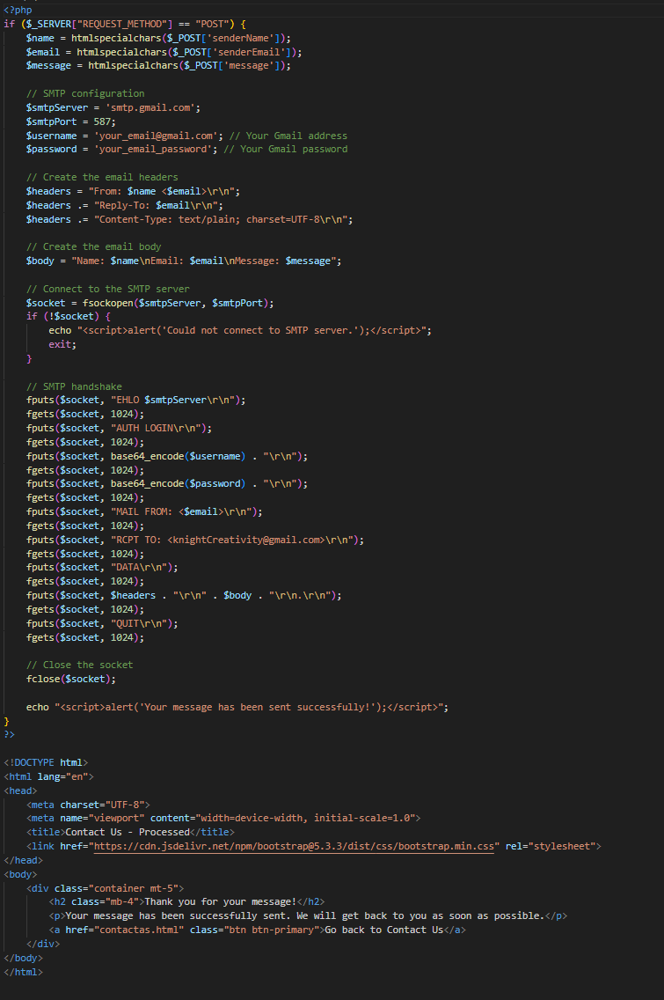 <?php
if ($_SERVER["REQUEST_METHOD"] == "POST") {
    $name = htmlspecialchars($_POST['senderName']);
    $email = htmlspecialchars($_POST['senderEmail']);
    $message = htmlspecialchars($_POST['message']);

    // SMTP configuration
    $smtpServer = 'smtp.gmail.com';
    $smtpPort = 587;
    $username = 'your_email@gmail.com'; // Your Gmail address
    $password = 'your_email_password'; // Your Gmail password

    // Create the email headers
    $headers = "From: $name <$email>\r\n";
    $headers .= "Reply-To: $email\r\n";
    $headers .= "Content-Type: text/plain; charset=UTF-8\r\n";

    // Create the email body
    $body = "Name: $name\nEmail: $email\nMessage: $message";

    // Connect to the SMTP server
    $socket = fsockopen($smtpServer, $smtpPort);
    if (!$socket) {
        echo "<script>alert('Could not connect to SMTP server.');</script>";
        exit;
    }

    // SMTP handshake
    fputs($socket, "EHLO $smtpServer\r\n");
    fgets($socket, 1024);
    fputs($socket, "AUTH LOGIN\r\n");
    fgets($socket, 1024);
    fputs($socket, base64_encode($username) . "\r\n");
    fgets($socket, 1024);
    fputs($socket, base64_encode($password) . "\r\n");
    fgets($socket, 1024);
    fputs($socket, "MAIL FROM: <$email>\r\n");
    fgets($socket, 1024);
    fputs($socket, "RCPT TO: <knightCreativity@gmail.com>\r\n");
    fgets($socket, 1024);
    fputs($socket, "DATA\r\n");
    fgets($socket, 1024);
    fputs($socket, $headers . "\r\n" . $body . "\r\n.\r\n");
    fgets($socket, 1024);
    fputs($socket, "QUIT\r\n");
    fgets($socket, 1024);

    // Close the socket
    fclose($socket);

    echo "<script>alert('Your message has been sent successfully!');</script>";
}
?>

<!DOCTYPE html>
<html lang="en">
<head>
    <meta charset="UTF-8">
    <meta name="viewport" content="width=device-width, initial-scale=1.0">
    <title>Contact Us - Processed</title>
    <link href="https://cdn.jsdelivr.net/npm/bootstrap@5.3.3/dist/css/bootstrap.min.css" rel="stylesheet">
</head>
<body>
    <div class="container mt-5">
        <h2 class="mb-4">Thank you for your message!</h2>
        <p>Your message has been successfully sent. We will get back to you as soon as possible.</p>
        <a href="contactas.html" class="btn btn-primary">Go back to Contact Us</a>
    </div>
</body>
</html>